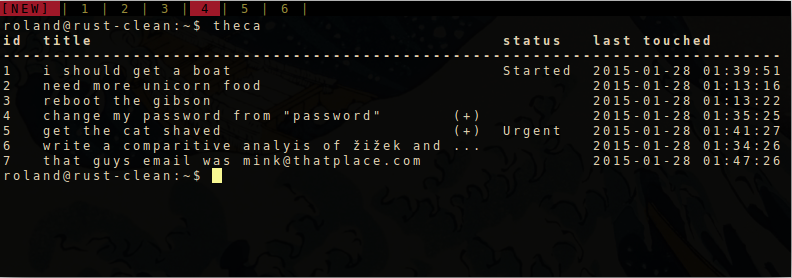 [NEW] | 1 | 2 | 3 | 4 | 5 | 6 |
roland@rust-clean:~$ theca
id  title                                              status   last touched
-------------------------------------------------------------------------------
1   i should get a boat                                Started  2015-01-28 01:39:51
2   need more unicorn food                                      2015-01-28 01:13:16
3   reboot the gibson                                           2015-01-28 01:13:22
4   change my password from "password"        (+)               2015-01-28 01:35:25
5   get the cat shaved                        (+)      Urgent   2015-01-28 01:41:27
6   write a comparitive analyis of žižek and ...                2015-01-28 01:34:26
7   that guys email was mink@thatplace.com                      2015-01-28 01:47:26
roland@rust-clean:~$